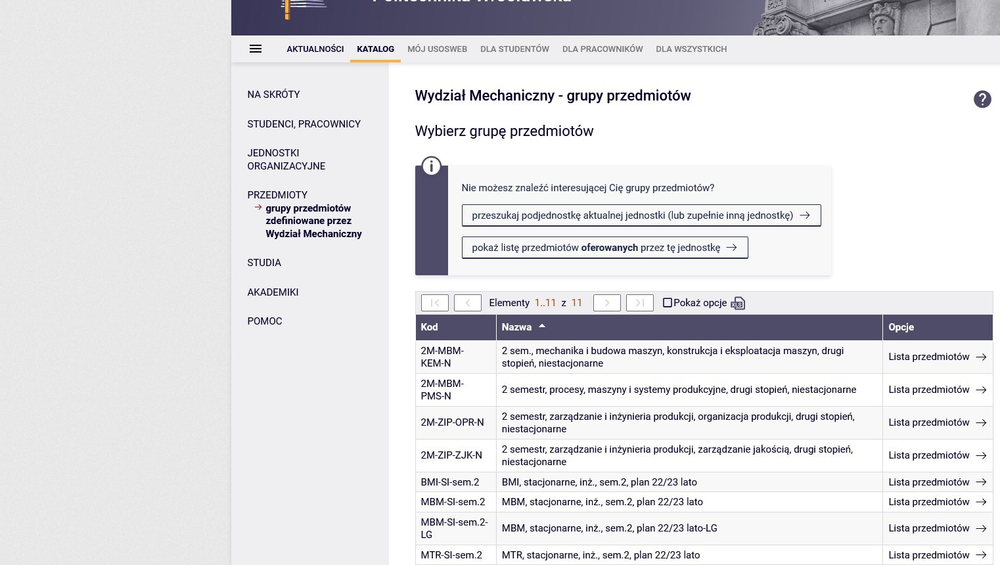 Politechnika Wrocławska
AKTUALNOŚCI KATALOG MÓJ USOSWEB DLA STUDENTÓW DLA PRACOWNIKÓW DLA WSZYSTKICH
NA SKRÓTY
STUDENCI, PRACOWNICY
JEDNOSTKI
ORGANIZACYJNE
PRZEDMIOTY
grupy przedmiotów
zdefiniowane przez
Wydział Mechaniczny
STUDIA
AKADEMIKI
POMOC
Wydział Mechaniczny - grupy przedmiotów
Wybierz grupę przedmiotów
Nie możesz znaleźć interesującej Cię grupy przedmiotów?
przeszukaj podjednostkę aktualnej jednostki (lub zupełnie inną jednostkę)
pokaż listę przedmiotów oferowanych przez tę jednostkę
Elementy 1..11 z 11 Pokaż opcje XLS
Kod Nazwa Opcje
2M-MBM-
KEM-N
2 sem., mechanika i budowa maszyn, konstrukcja i eksploatacja maszyn, drugi
stopień, niestacjonarne
Lista przedmiotów
2M-MBM-
PMS-N
2 semestr, procesy, maszyny i systemy produkcyjne, drugi stopień, niestacjonarne
Lista przedmiotów
2M-ZIP-OPR-N
2 semestr, zarządzanie i inżynieria produkcji, organizacja produkcji, drugi stopień,
niestacjonarne
Lista przedmiotów
2M-ZIP-ZJK-N
2 semestr, zarządzanie i inżynieria produkcji, zarządzanie jakością, drugi stopień,
niestacjonarne
Lista przedmiotów
BMI-SI-sem.2 BMI, stacjonarne, inż., sem.2, plan 22/23 lato Lista przedmiotów
MBM-SI-sem.2 MBM, stacjonarne, inż., sem.2, plan 22/23 lato Lista przedmiotów
MBM-SI-sem.2-
LG
MBM, stacjonarne, inż., sem.2, plan 22/23 lato-LG
Lista przedmiotów
MTR-SI-sem.2 MTR, stacjonarne, inż., sem.2, plan 22/23 lato Lista przedmiotów